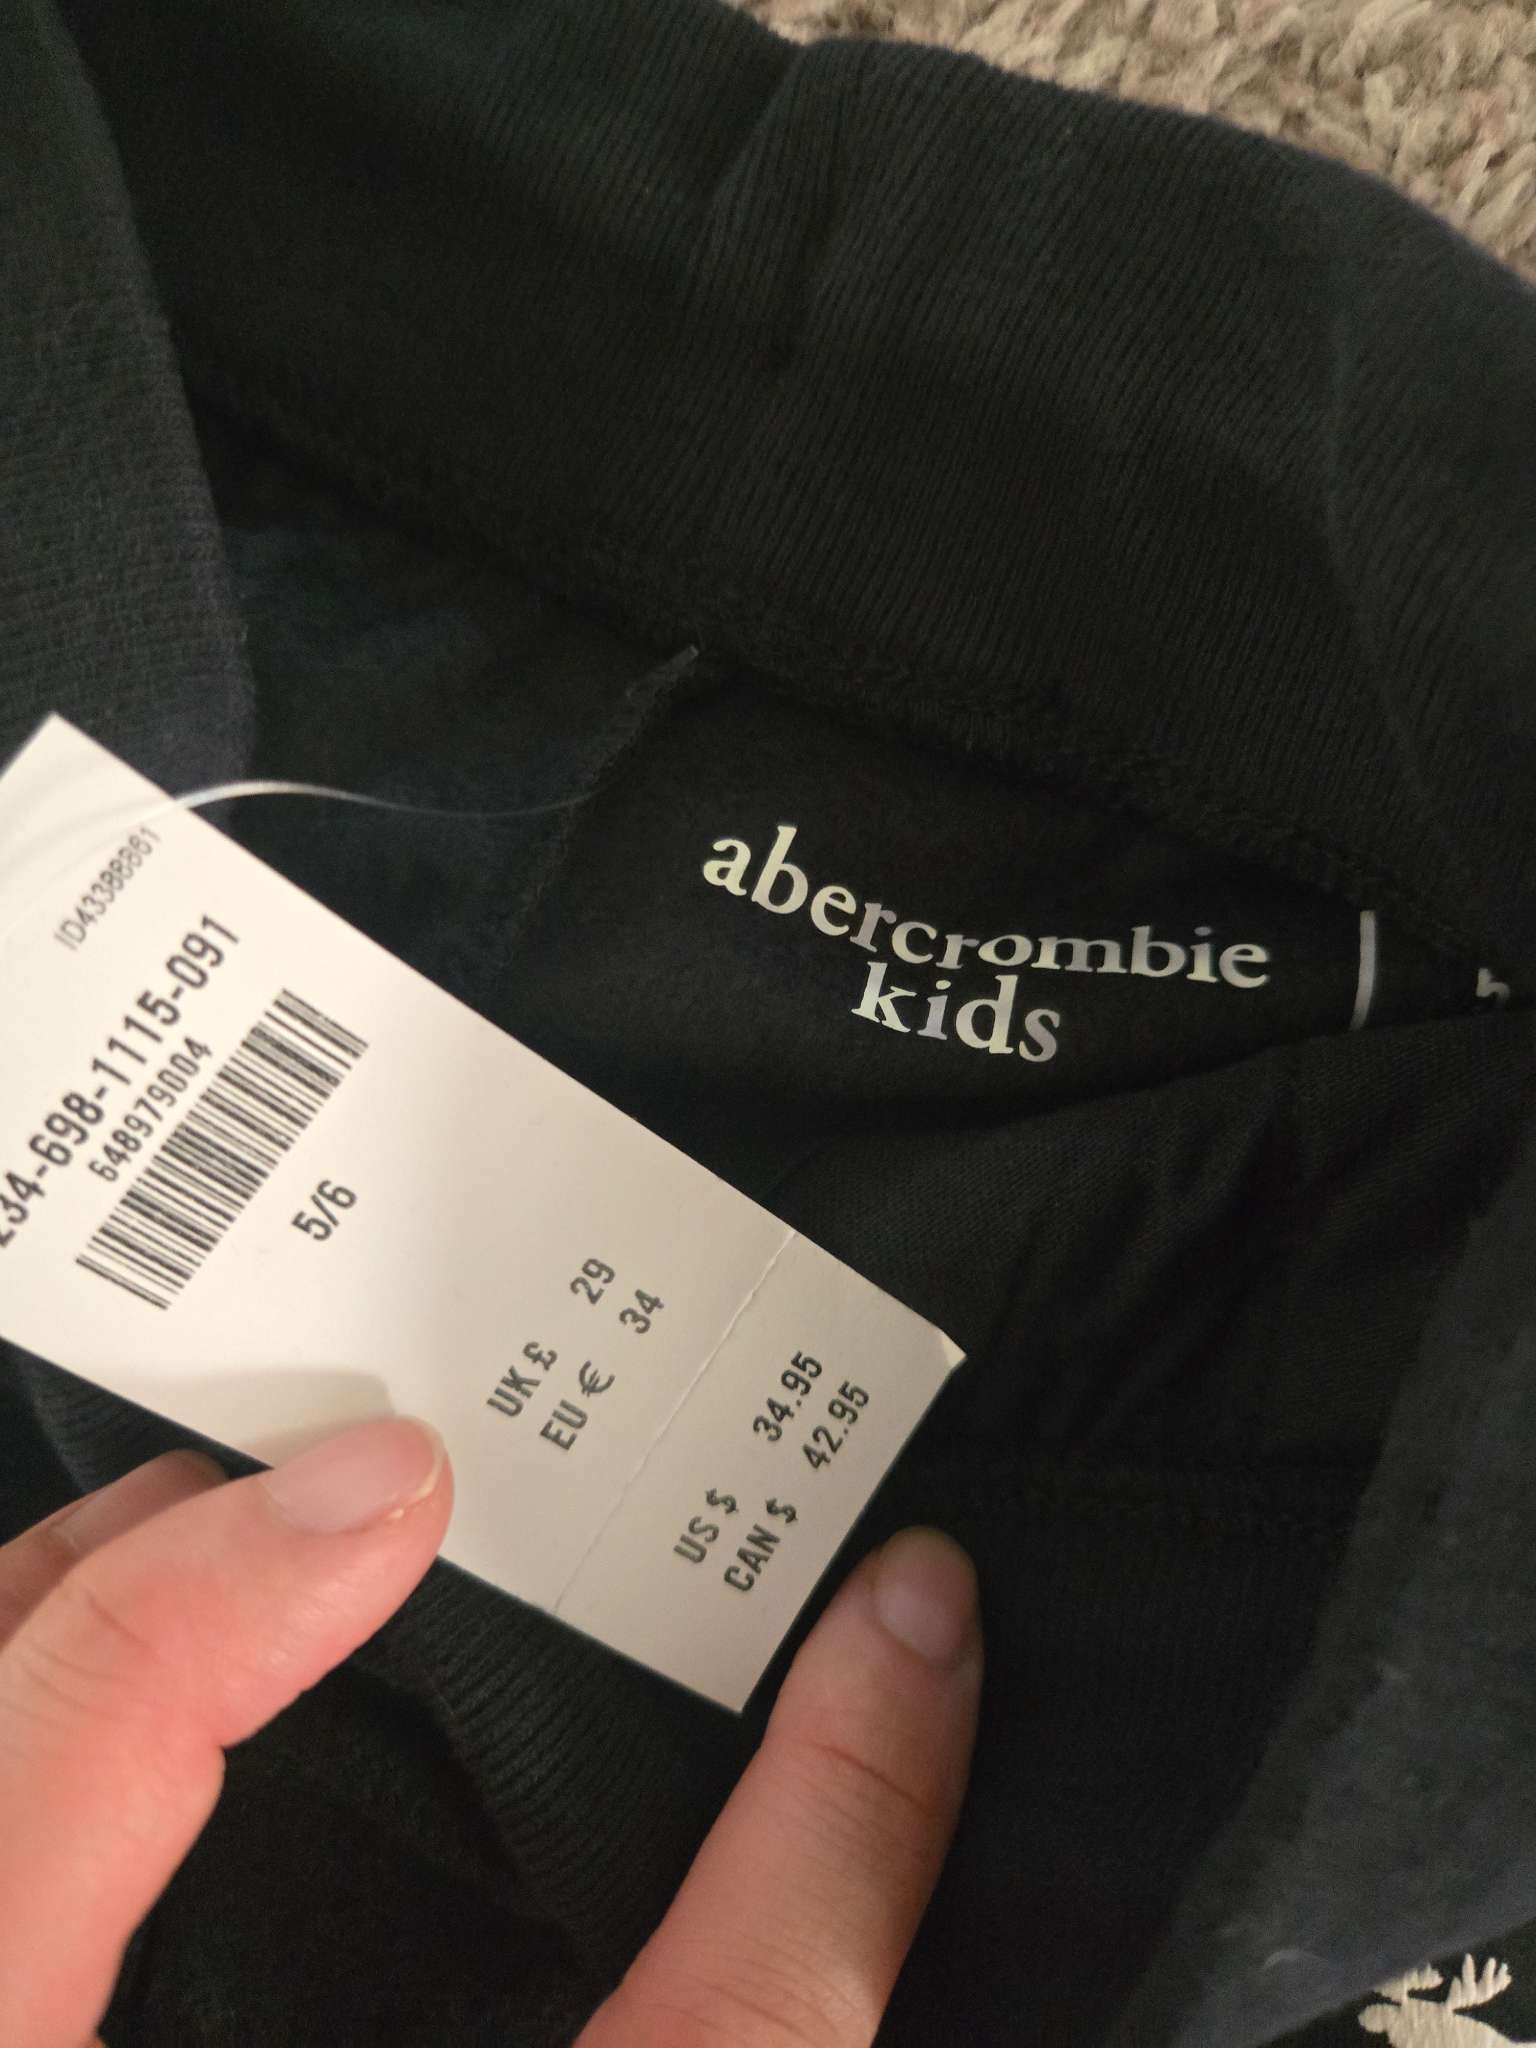 ID43388861
234-698-1115-091
648979004
5/6
UK £ 29
EU € 34
US $ 34.95
CAN $ 42.95
abercrombie
kids